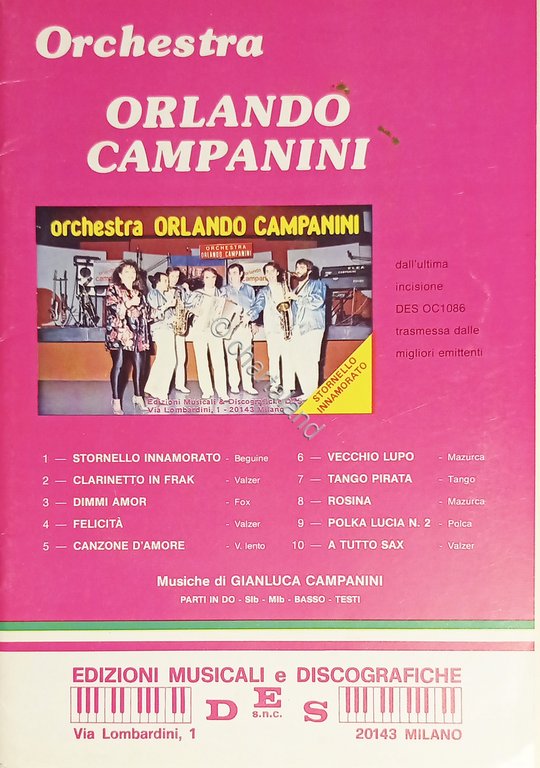 Orchestra
ORLANDO
CAMPANINI
orchestra ORLANDO CAMPANINI
ORCHESTRA
ORLANDO CAMPANINI
CAMPANINI
Edizioni Musicali & Discografiche DES
Via Lombardini, 1 - 20143 Milano
STORNELLO
INNAMORATO
dall'ultima
incisione
DES OC1086
trasmessa dalle
migliori emittenti
1 — STORNELLO INNAMORATO - Beguine
2 — CLARINETTO IN FRAK - Valzer
3 — DIMMI AMOR - Fox
4 — FELICITÀ - Valzer
5 — CANZONE D'AMORE - V. lento
6 — VECCHIO LUPO - Mazurca
7 — TANGO PIRATA - Tango
8 — ROSINA - Mazurca
9 — POLKA LUCIA N. 2 - Polca
10 — A TUTTO SAX - Valzer
Musiche di GIANLUCA CAMPANINI
PARTI IN DO - SIb - MIb - BASSO - TESTI
EDIZIONI MUSICALI e DISCOGRAFICHE
D E S
s.n.c.
Via Lombardini, 1
20143 MILANO